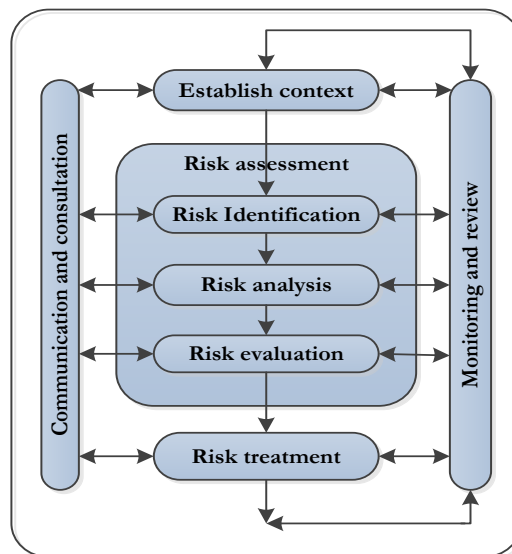 Establish context
Risk assessment
Risk Identification
Risk analysis
Risk evaluation
Risk treatment
Communication and consultation
Monitoring and review